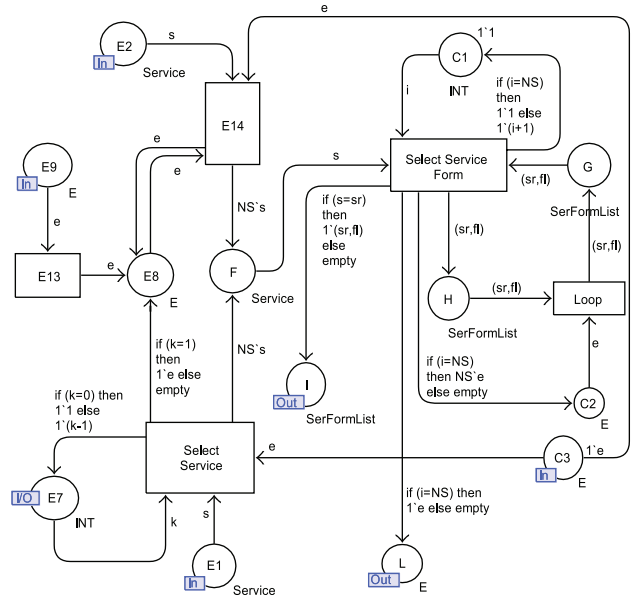 e
E2
s
In
Service
1`1
C1
i
INT
if (i=NS)
then
1`1 else
1`(i+1)
E14
e
e
E9
In
E
e
s
Select Service
Form
(sr,fl)
G
SerFormList
NS`s
if (s=sr)
then
1`(sr,fl)
else
empty
(sr,fl)
(sr,fl)
E13
e
E8
E
F
Service
H
SerFormList
(sr,fl)
Loop
if (k=1)
then
1`e else
empty
NS`s
e
if (i=NS)
then NS`e
else empty
I
Out
SerFormList
C2
E
if (k=0) then
1`1 else
1`(k-1)
Select
Service
e
C3
1`e
In
E
I/O
E7
INT
k
s
if (i=NS) then
1`e else empty
E1
In
Service
L
Out
E